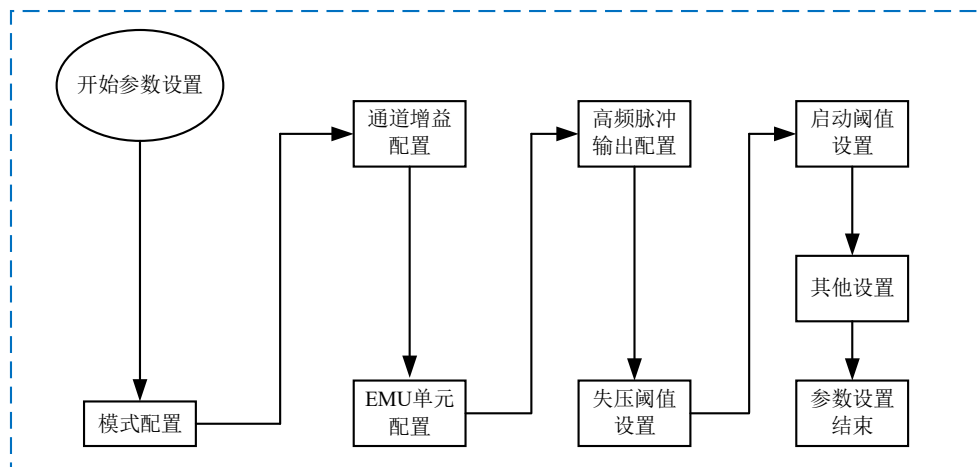 开始参数设置
模式配置
通道增益
配置
EMU单元
配置
高频脉冲
输出配置
失压阈值
设置
启动阈值
设置
其他设置
参数设置
结束